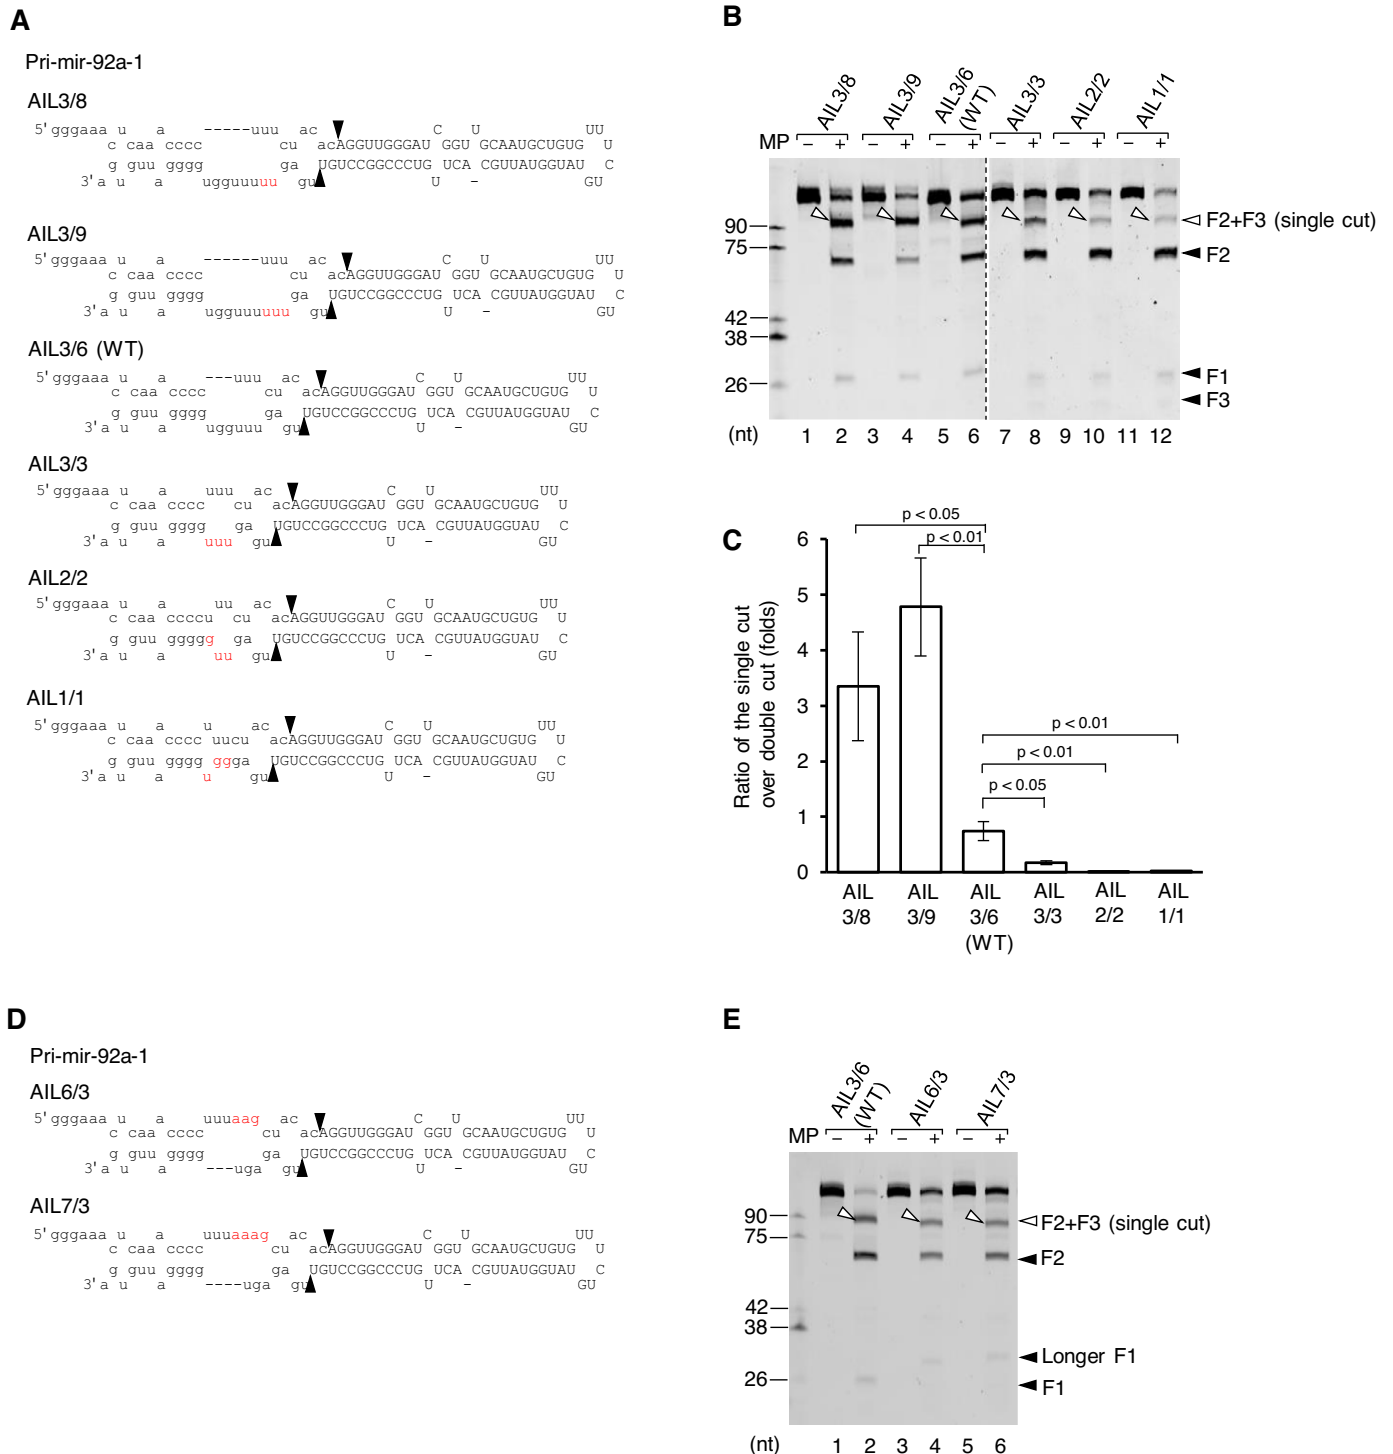 A
Pri-mir-92a-1
AIL3/8
5'gggaaa u a -----uuu ac C U UU
c caa cccc cu acAGGUUGGGAU GGU GCAAUGCUGUG U
g guu gggg ga UGUCCGGCCCUG UCA CGUUAUGGUAU C
3'a u a ugguuuuu gu U - GU
AIL3/9
5'gggaaa u a ------uuu ac C U UU
c caa cccc cu acAGGUUGGGAU GGU GCAAUGCUGUG U
g guu gggg ga UGUCCGGCCCUG UCA CGUUAUGGUAU C
3'a u a ugguuuuuu gu U - GU
AIL3/6 (WT)
5'gggaaa u a ---uuu ac C U UU
c caa cccc cu acAGGUUGGGAU GGU GCAAUGCUGUG U
g guu gggg ga UGUCCGGCCCUG UCA CGUUAUGGUAU C
3'a u a ugguuu gu U - GU
AIL3/3
5'gggaaa u a uuu ac C U UU
c caa cccc cu acAGGUUGGGAU GGU GCAAUGCUGUG U
g guu gggg ga UGUCCGGCCCUG UCA CGUUAUGGUAU C
3'a u a uuu gu U - GU
AIL2/2
5'gggaaa u a uu ac C U UU
c caa ccccu cu acAGGUUGGGAU GGU GCAAUGCUGUG U
g guu ggggg ga UGUCCGGCCCUG UCA CGUUAUGGUAU C
3'a u a uu gu U - GU
AIL1/1
5'gggaaa u a u ac C U UU
c caa cccc uucu acAGGUUGGGAU GGU GCAAUGCUGUG U
g guu gggg ggga UGUCCGGCCCUG UCA CGUUAUGGUAU C
3'a u a u gu U - GU
B
AIL3/8 AIL3/9 AIL3/6 (WT) AIL3/3 AIL2/2 AIL1/1
MP − + − + − + − + − + − +
90
75
42
38
26
F2+F3 (single cut)
F2
F1
F3
(nt) 1 2 3 4 5 6 7 8 9 10 11 12
C
Ratio of the single cut
over double cut (folds)
6
5
4
3
2
1
0
p < 0.05
p < 0.01
p < 0.01
p < 0.01
p < 0.05
AIL AIL AIL AIL AIL AIL
3/8 3/9 3/6 3/3 2/2 1/1
(WT)
D
Pri-mir-92a-1
AIL6/3
5'gggaaa u a uuuaag ac C U UU
c caa cccc cu acAGGUUGGGAU GGU GCAAUGCUGUG U
g guu gggg ga UGUCCGGCCCUG UCA CGUUAUGGUAU C
3'a u a ---uga gu U - GU
AIL7/3
5'gggaaa u a uuuaaag ac C U UU
c caa cccc cu acAGGUUGGGAU GGU GCAAUGCUGUG U
g guu gggg ga UGUCCGGCCCUG UCA CGUUAUGGUAU C
3'a u a ----uga gu U - GU
E
AIL3/6 (WT) AIL6/3 AIL7/3
MP − + − + − +
90
75
42
38
26
F2+F3 (single cut)
F2
Longer F1
F1
(nt) 1 2 3 4 5 6